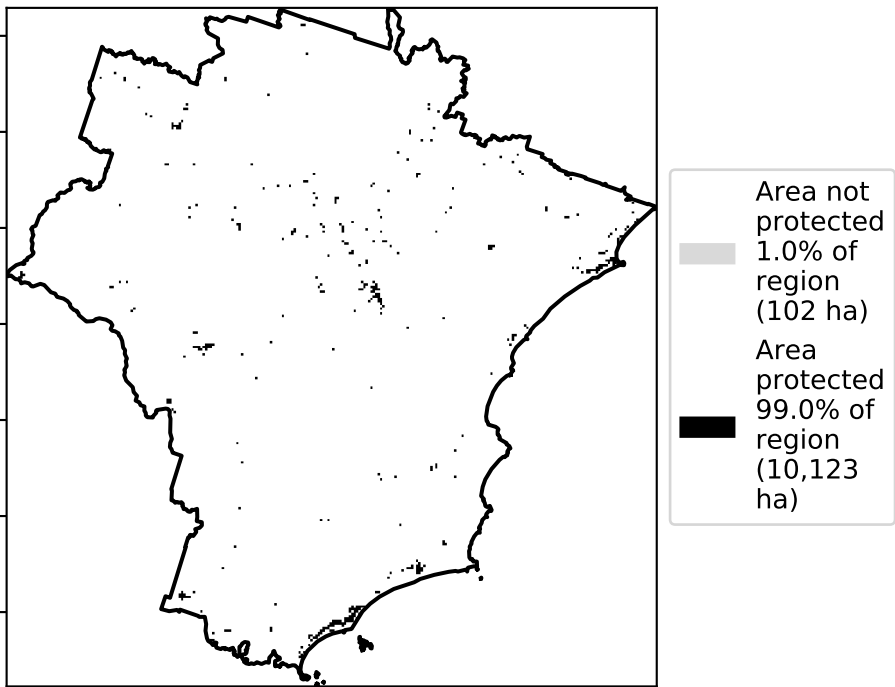 Area not
protected
1.0% of
region
(102 ha)
Area
protected
99.0% of
region
(10,123
ha)